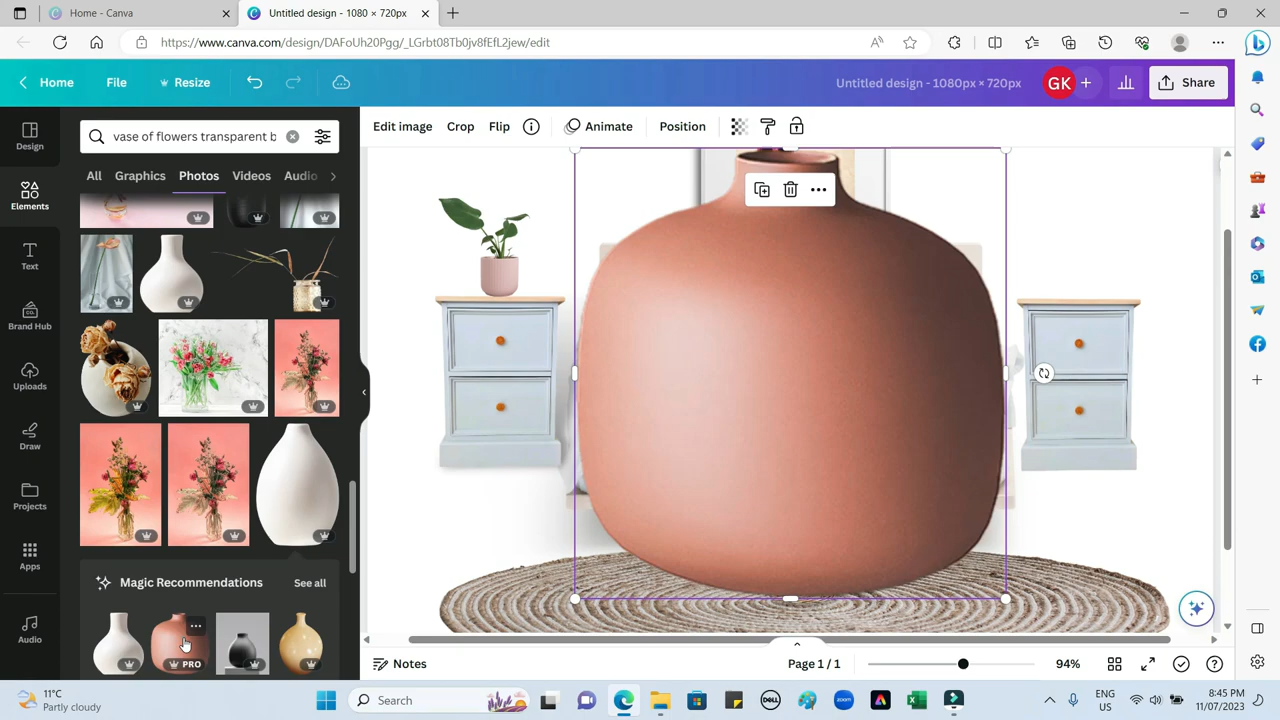 Home - Canva
Untitled design - 1080 × 720px
https://www.canva.com/design/DAFoUh20Pgg/_LGrbt08Tb0jv8fEfL2jew/edit
Home
File
Resize
Untitled design - 1080px × 720px
GK
Share
Design
Elements
Text
Brand Hub
Uploads
Draw
Projects
Apps
Audio
vase of flowers transparent b
All Graphics Photos Videos Audio
Edit image Crop Flip Animate Position
Magic Recommendations See all
PRO
Notes
Page 1 / 1
94%
11°C
Partly cloudy
Search
DELL
zoom
ENG
US
8:45 PM
11/07/2023